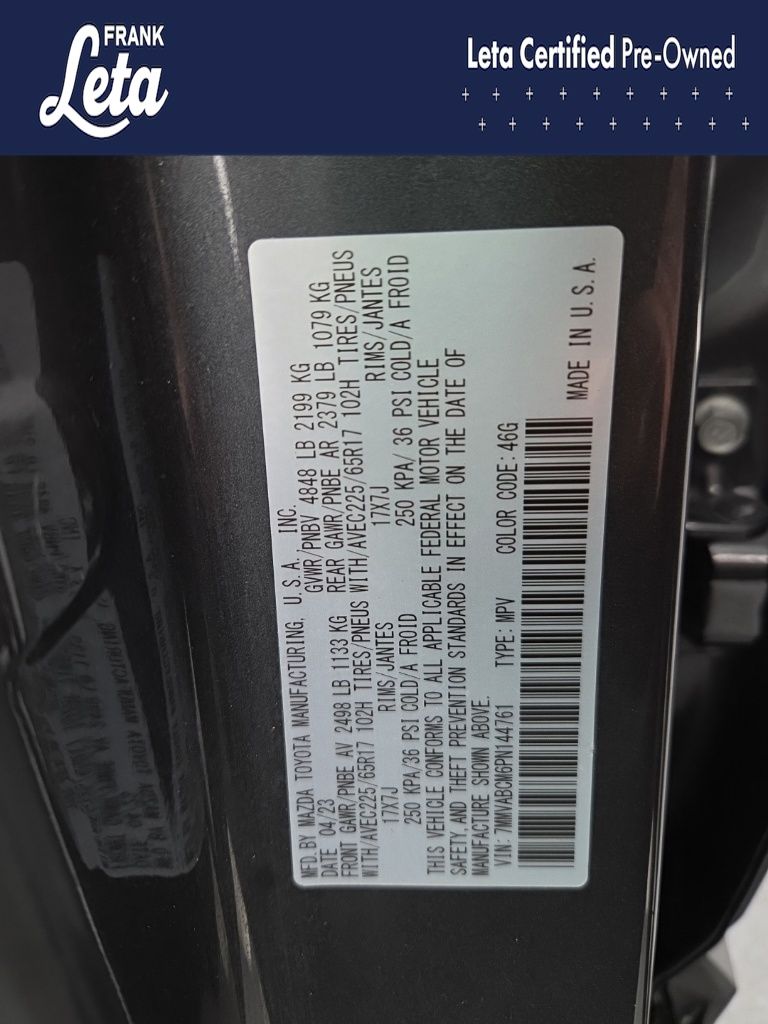 FRANK
Leta
Leta Certified Pre-Owned
MFD. BY MAZDA TOYOTA MANUFACTURING, U.S.A. INC.
DATE 04/23 GVWR/PNBV 4848 LB 2199 KG
FRONT GAWR/PNBE AV 2498 LB 1133 KG REAR GAWR/PNBE AR 2379 LB 1079 KG
WITH/AVEC225/65R17 102H TIRES/PNEUS WITH/AVEC225/65R17 102H TIRES/PNEUS
17X7J RIMS/JANTES 17X7J RIMS/JANTES
250 KPA/36 PSI COLD/A FROID 250 KPA/ 36 PSI COLD/A FROID
THIS VEHICLE CONFORMS TO ALL APPLICABLE FEDERAL MOTOR VEHICLE
SAFETY, AND THEFT PREVENTION STANDARDS IN EFFECT ON THE DATE OF
MANUFACTURE SHOWN ABOVE.
VIN: 7MMVABCM6PN144761 TYPE: MPV COLOR CODE: 46G
MADE IN U.S.A.